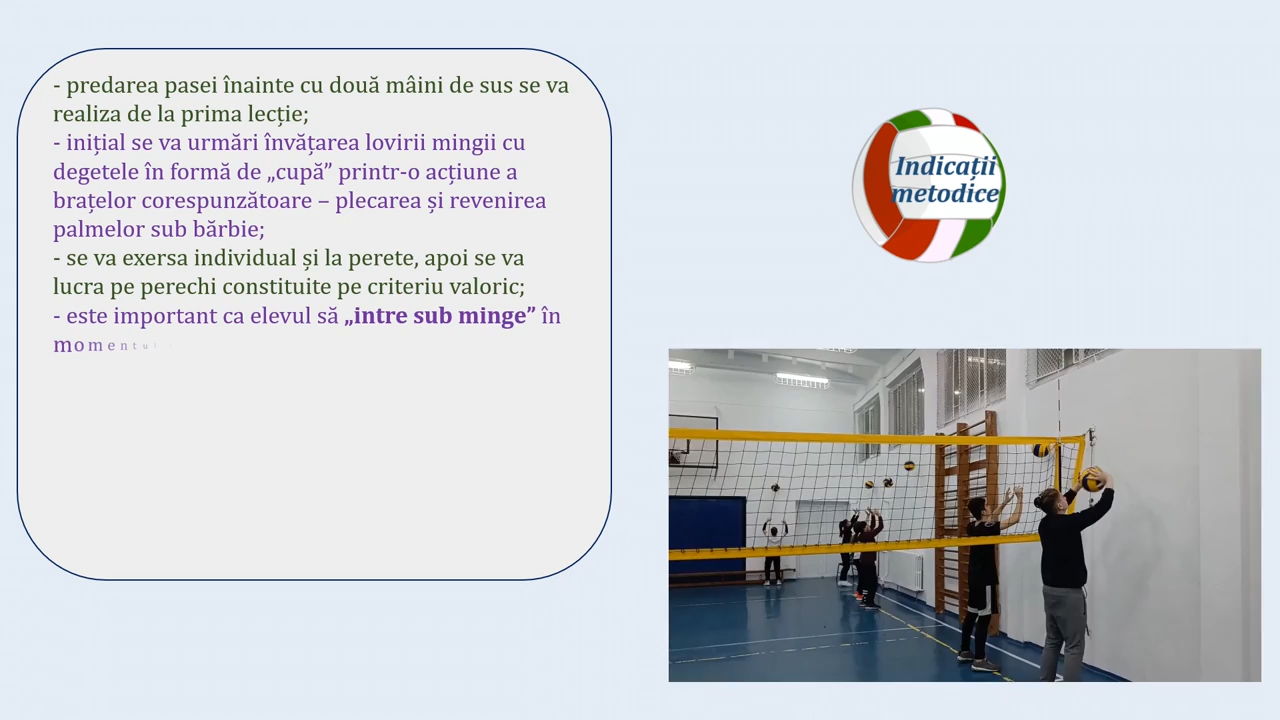 - predarea pasei înainte cu două mâini de sus se va
realiza de la prima lecție;
- inițial se va urmări învățarea lovirii mingii cu
degetele în formă de „cupă” printr-o acțiune a
brațelor corespunzătoare – plecarea și revenirea
palmelor sub bărbie;
- se va exersa individual și la perete, apoi se va
lucra pe perechi constituite pe criteriu valoric;
- este important ca elevul să „intre sub minge” în
momentul
Indicații
metodice